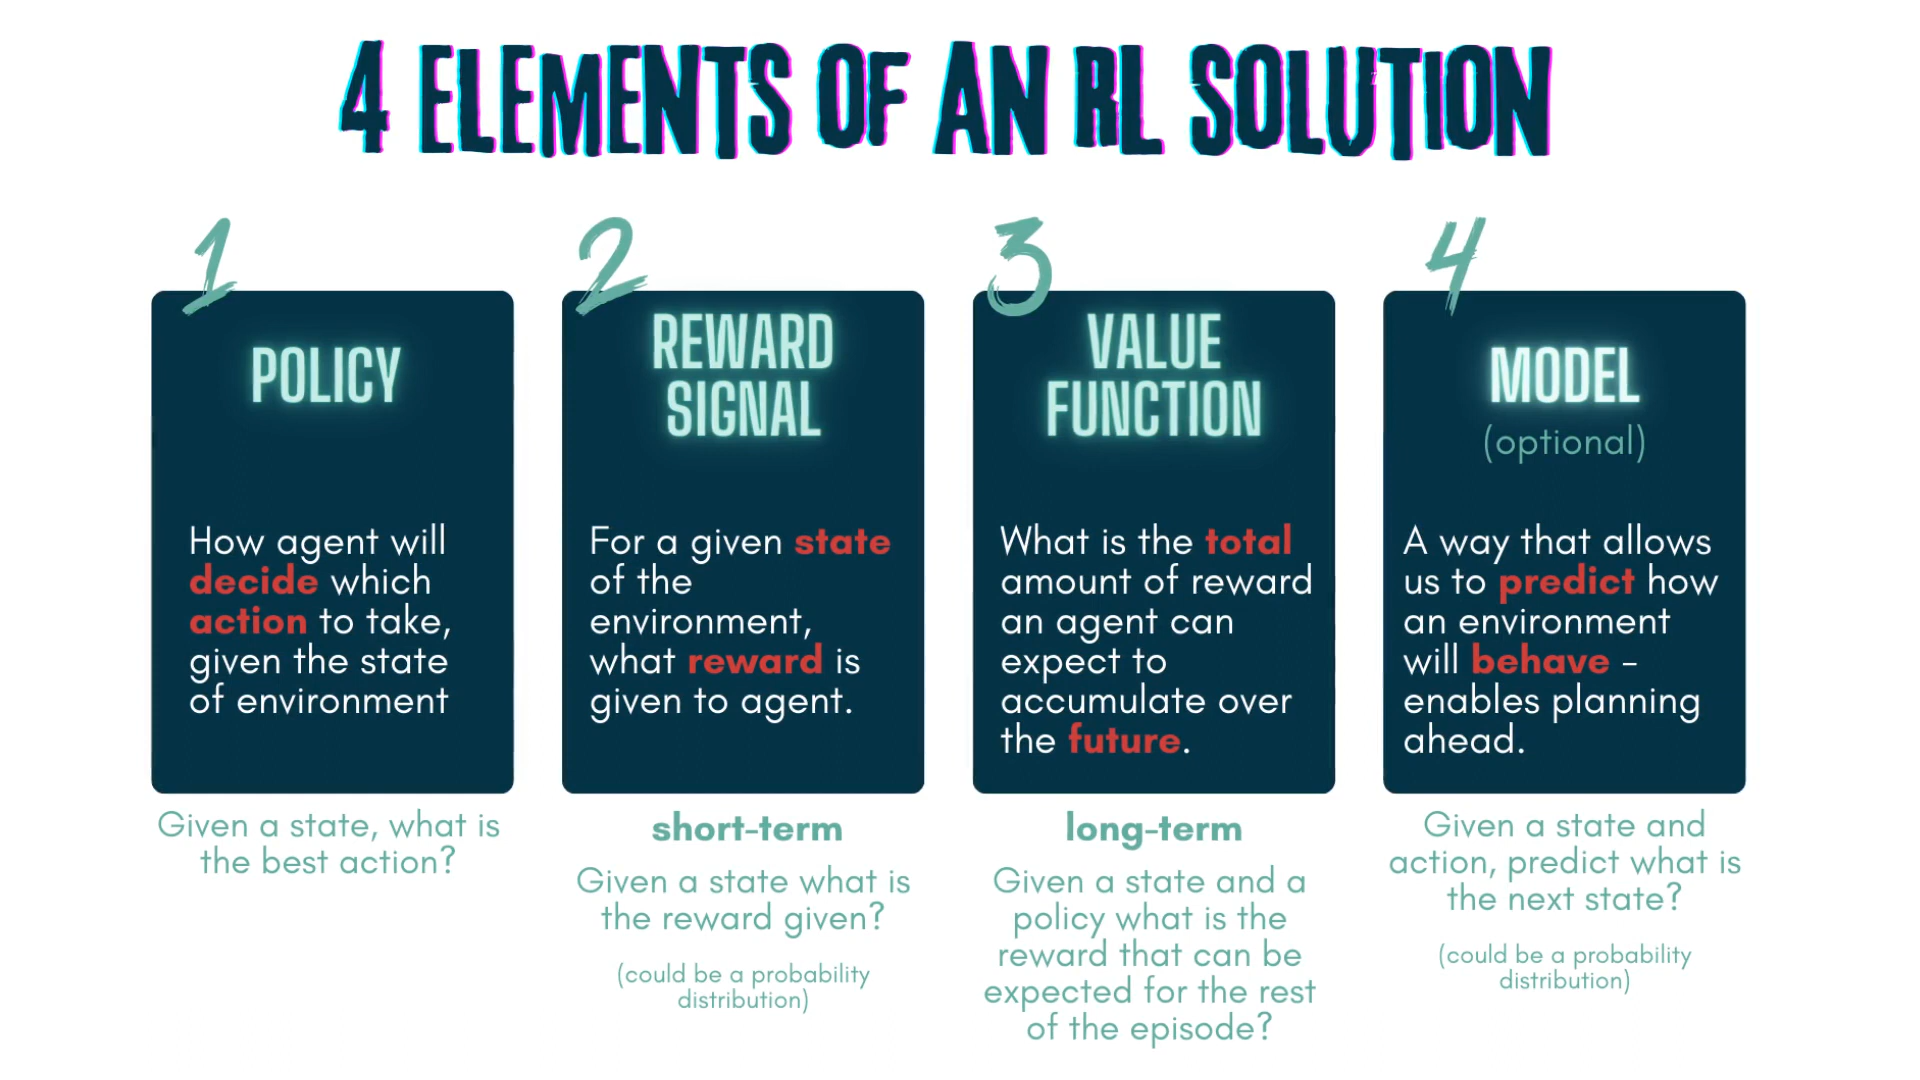 4 ELEMENTS OF AN RL SOLUTION
1
POLICY
How agent will
decide which
action to take,
given the state
of environment
Given a state, what is
the best action?
2
REWARD
SIGNAL
For a given state
of the
environment,
what reward is
given to agent.
short-term
Given a state what is
the reward given?
(could be a probability
distribution)
3
VALUE
FUNCTION
What is the total
amount of reward
an agent can
expect to
accumulate over
the future.
long-term
Given a state and a
policy what is the
reward that can be
expected for the rest
of the episode?
4
MODEL
(optional)
A way that allows
us to predict how
an environment
will behave -
enables planning
ahead.
Given a state and
action, predict what is
the next state?
(could be a probability
distribution)